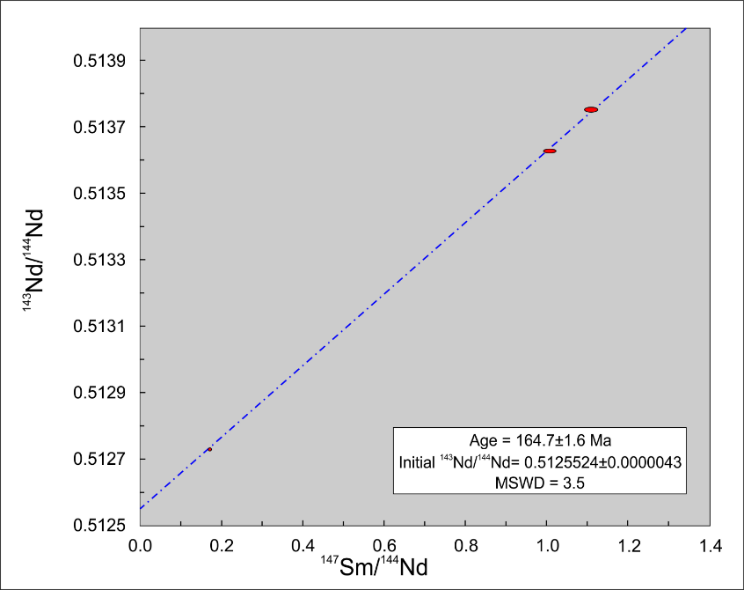 0.5139
0.5137
0.5135
0.5133
0.5131
0.5129
0.5127
0.5125
¹⁴³Nd/¹⁴⁴Nd
Age = 164.7±1.6 Ma
Initial ¹⁴³Nd/¹⁴⁴Nd= 0.5125524±0.0000043
MSWD = 3.5
0.0 0.2 0.4 0.6 0.8 1.0 1.2 1.4
¹⁴⁷Sm/¹⁴⁴Nd